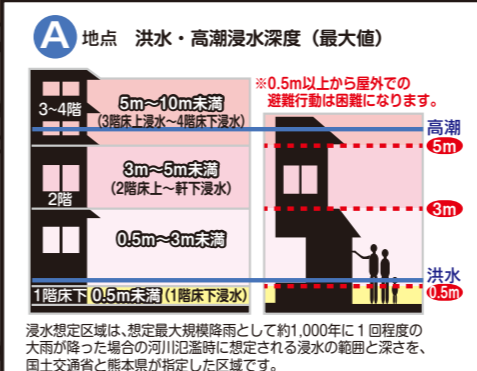 A 地点 洪水・高潮浸水深度（最大値）
※0.5m以上から屋外での
避難行動は困難になります。
3~4階
5m~10m未満
(3階床上浸水~4階床下浸水)
高潮
5m
3m~5m未満
(2階床上~軒下浸水)
2階
3m
0.5m~3m未満
洪水
0.5m
1階床下 0.5m未満 (1階床下浸水)
浸水想定区域は、想定最大規模降雨として約1,000年に1回程度の
大雨が降った場合の河川氾濫時に想定される浸水の範囲と深さを、
国土交通省と熊本県が指定した区域です。